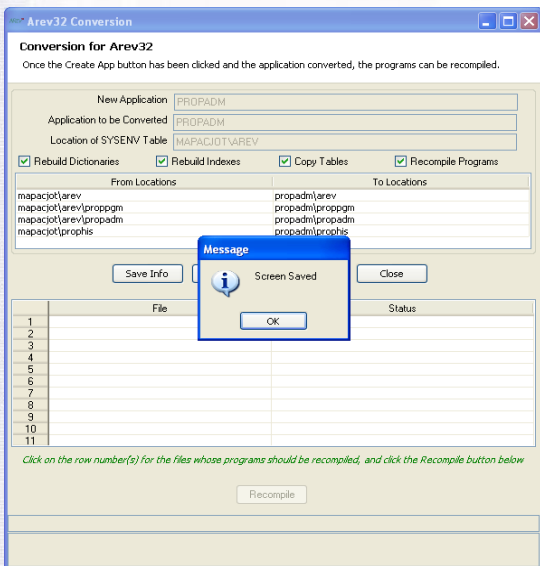 Arev32 Conversion
Conversion for Arev32
Once the Create App button has been clicked and the application converted, the programs can be recompiled.
New Application PROPADM
Application to be Converted PROPADM
Location of SYSENV Table MAPACJOT\AREV
Rebuild Dictionaries Rebuild Indexes Copy Tables Recompile Programs
From Locations To Locations
mapacjot\arev propadm\arev
mapacjot\arev\proppgm propadm\proppgm
mapacjot\arev\propadm propadm\propadm
mapacjot\prophis propadm\prophis
Message
Screen Saved
OK
Save Info Close
File Status
1
2
3
4
5
6
7
8
9
10
11
Click on the row number(s) for the files whose programs should be recompiled, and click the Recompile button below
Recompile